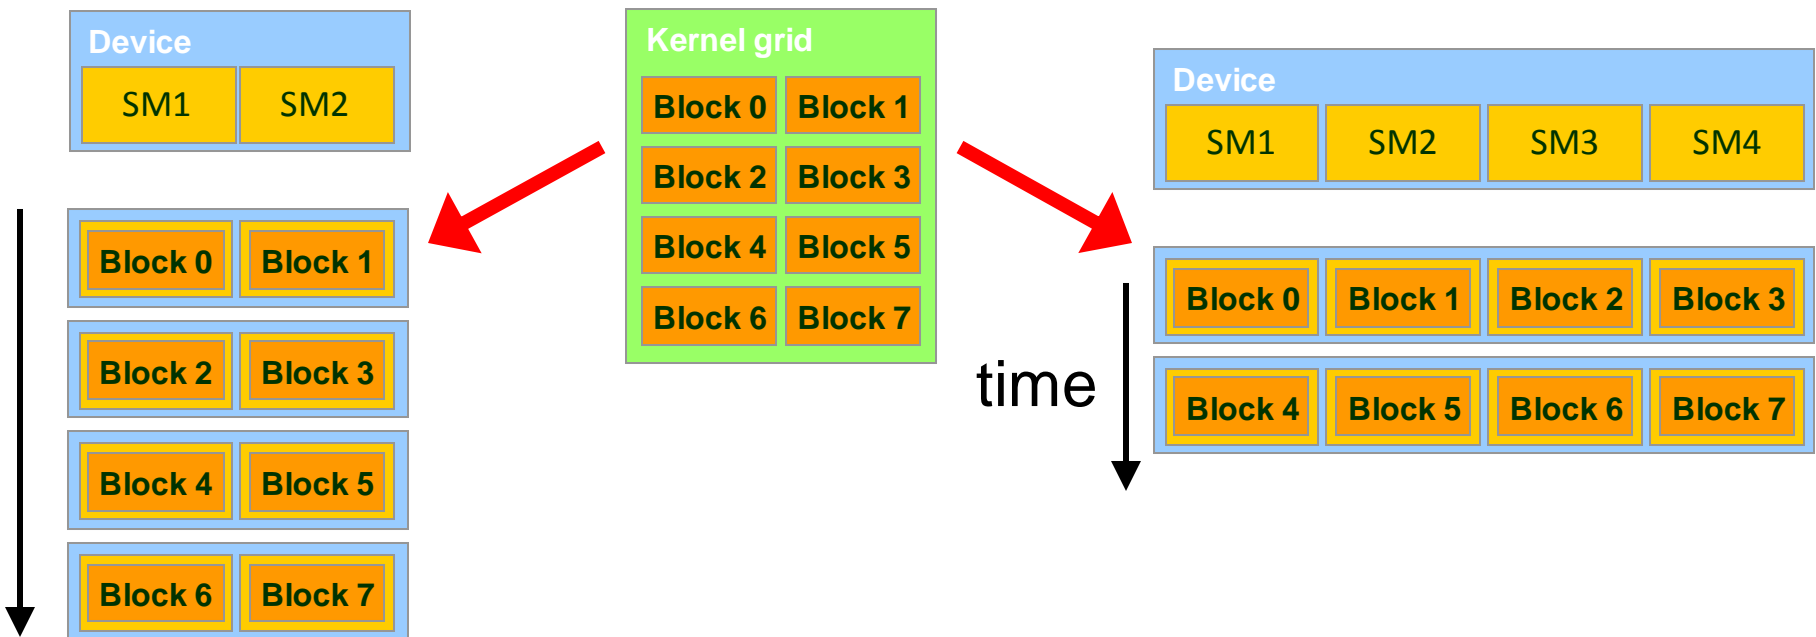 Device
SM1 SM2
Block 0 Block 1
Block 2 Block 3
Block 4 Block 5
Block 6 Block 7
Kernel grid
Block 0 Block 1
Block 2 Block 3
Block 4 Block 5
Block 6 Block 7
Device
SM1 SM2 SM3 SM4
time
Block 0 Block 1 Block 2 Block 3
Block 4 Block 5 Block 6 Block 7